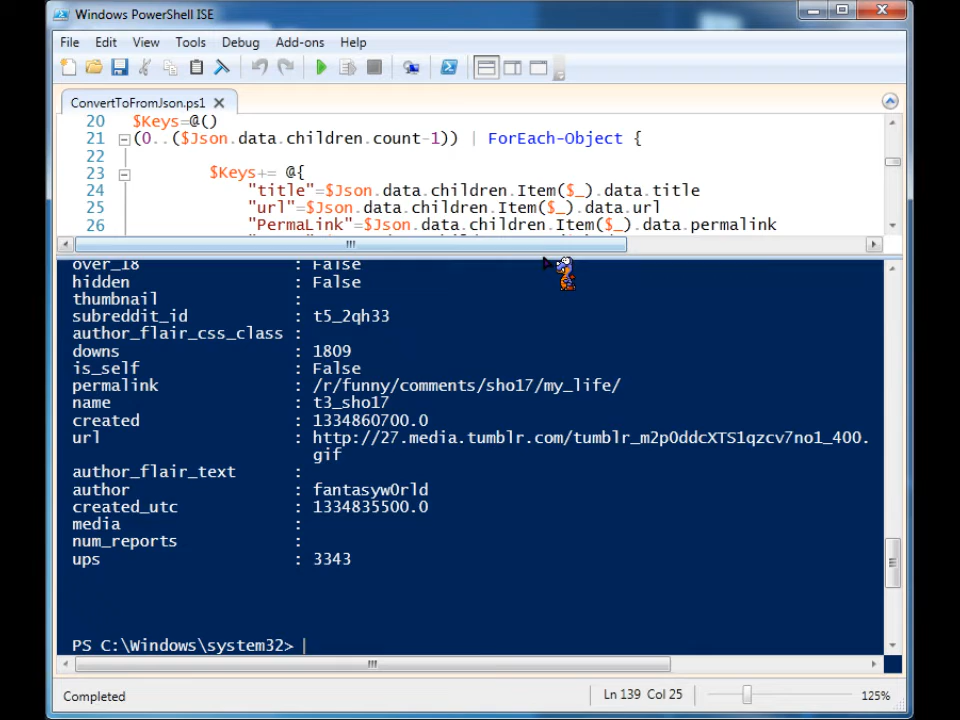 Windows PowerShell ISE
File Edit View Tools Debug Add-ons Help
ConvertToFromJson.ps1
20 $Keys=@()
21 (0..($Json.data.children.count-1)) | ForEach-Object {
22
23 $Keys+= @{
24 "title"=$Json.data.children.Item($_).data.title
25 "url"=$Json.data.children.Item($_).data.url
26 "PermaLink"=$Json.data.children.Item($_).data.permalink
over_18 : False
hidden : False
thumbnail :
subreddit_id : t5_2qh33
author_flair_css_class :
downs : 1809
is_self : False
permalink : /r/funny/comments/sho17/my_life/
name : t3_sho17
created : 1334860700.0
url : http://27.media.tumblr.com/tumblr_m2p0ddcXTS1qzcv7no1_400.
gif
author_flair_text :
author : fantasyw0rld
created_utc : 1334835500.0
media :
num_reports :
ups : 3343
PS C:\Windows\system32>
Completed Ln 139 Col 25 125%